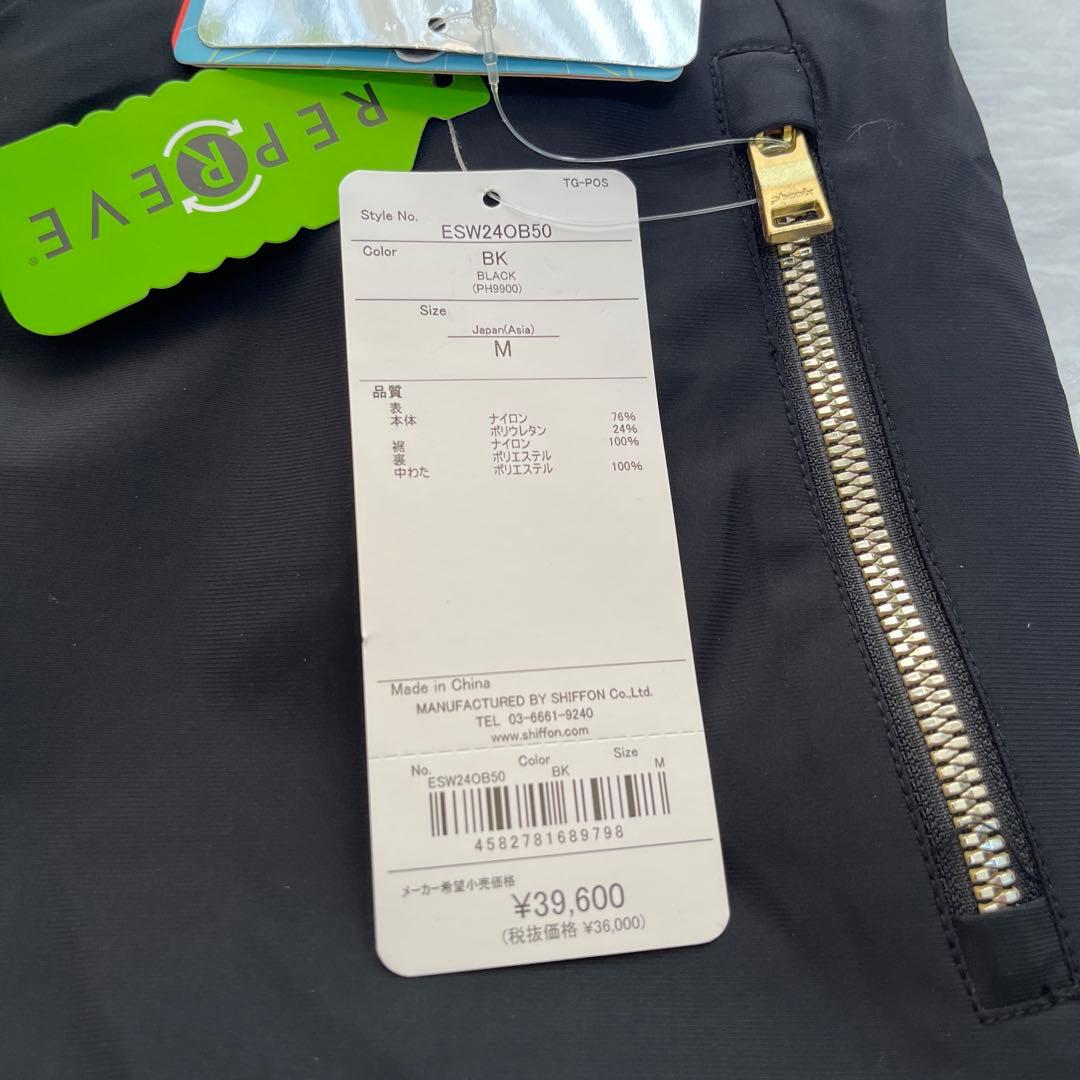 REPREVE®
TG-POS
Style No.
ESW24OB50
Color
BK
BLACK
(PH9900)
Size
Japan(Asia)
M
品質
表
本体 ナイロン 76%
ポリウレタン 24%
裾 ナイロン 100%
裏 ポリエステル
中わた ポリエステル 100%
Made in China
MANUFACTURED BY SHIFFON Co.,Ltd.
TEL 03-6661-9240
www.shiffon.com
No. Color Size
ESW24OB50 BK M
4582781689798
メーカー希望小売価格
¥39,600
(税抜価格 ¥36,000)
phenix